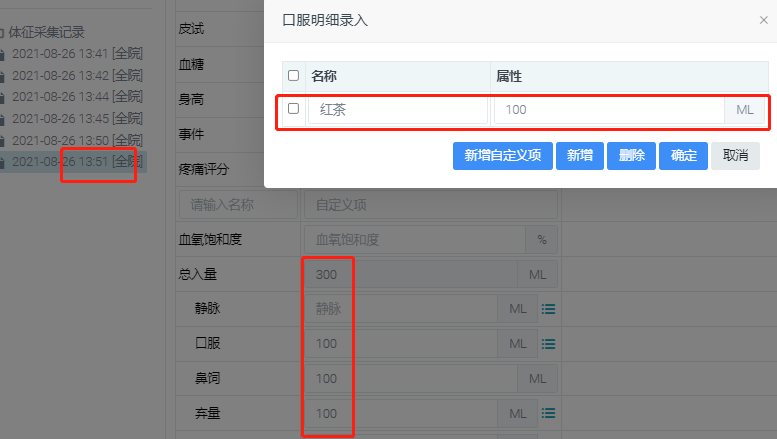 体征采集记录
2021-08-26 13:41 [全院]
2021-08-26 13:42 [全院]
2021-08-26 13:44 [全院]
2021-08-26 13:45 [全院]
2021-08-26 13:50 [全院]
2021-08-26 13:51 [全院]
口服明细录入
×
名称 属性
红茶 100 ML
新增自定义项 新增 删除 确定 取消
皮试
血糖
身高
事件
疼痛评分
请输入名称 自定义项
血氧饱和度 血氧饱和度 %
总入量 300 ML
静脉 静脉 ML
口服 100 ML
鼻饲 100 ML
弃量 100 ML